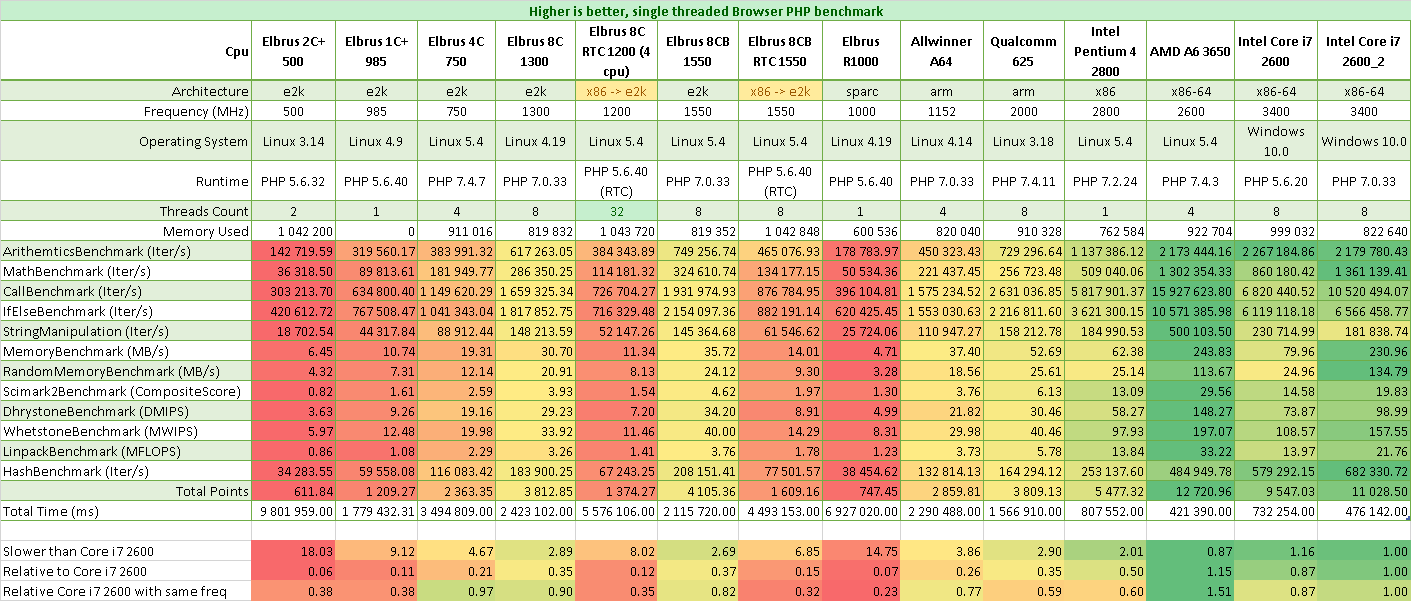 Higher is better, single threaded Browser PHP benchmark
Cpu Elbrus 2C+ 500 Elbrus 1C+ 985 Elbrus 4C 750 Elbrus 8C 1300 Elbrus 8C RTC 1200 (4 cpu) Elbrus 8CB 1550 Elbrus 8CB RTC 1550 Elbrus R1000 Allwinner A64 Qualcomm 625 Intel Pentium 4 2800 AMD A6 3650 Intel Core i7 2600 Intel Core i7 2600_2
Architecture e2k e2k e2k e2k x86 -> e2k e2k x86 -> e2k sparc arm arm x86 x86-64 x86-64 x86-64
Frequency (MHz) 500 985 750 1300 1200 1550 1550 1000 1152 2000 2800 2600 3400 3400
Operating System Linux 3.14 Linux 4.9 Linux 5.4 Linux 4.19 Linux 5.4 Linux 5.4 Linux 5.4 Linux 4.19 Linux 4.14 Linux 3.18 Linux 5.4 Linux 5.4 Windows 10.0 Windows 10.0
Runtime PHP 5.6.32 PHP 5.6.40 PHP 7.4.7 PHP 7.0.33 PHP 5.6.40 (RTC) PHP 7.0.33 PHP 5.6.40 (RTC) PHP 5.6.40 PHP 7.0.33 PHP 7.4.11 PHP 7.2.24 PHP 7.4.3 PHP 5.6.20 PHP 7.0.33
Threads Count 2 1 4 8 32 8 8 1 4 8 1 4 8 8
Memory Used 1 042 200 0 911 016 819 832 1 043 720 819 352 1 042 848 600 536 820 040 910 328 762 584 922 704 999 032 822 640
ArithemticsBenchmark (Iter/s) 142 719.59 319 560.17 383 991.32 617 263.05 384 343.89 749 256.74 465 076.93 178 783.97 450 323.43 729 296.64 1 137 386.12 2 173 444.16 2 267 184.86 2 179 780.43
MathBenchmark (Iter/s) 36 318.50 89 813.61 181 949.77 286 350.25 114 181.32 324 610.74 134 177.15 50 534.36 221 437.45 256 723.48 509 040.06 1 302 354.33 860 180.42 1 361 139.41
CallBenchmark (Iter/s) 303 213.70 634 800.40 1 149 620.29 1 659 325.34 726 704.27 1 931 974.93 876 784.95 396 104.81 1 575 234.52 2 631 036.85 5 817 901.37 15 927 623.80 6 820 440.52 10 520 494.07
IfElseBenchmark (Iter/s) 420 612.72 767 508.47 1 041 343.04 1 817 852.75 716 329.48 2 154 097.36 882 191.14 620 425.45 1 553 030.63 2 216 811.60 3 621 300.15 10 571 385.98 6 119 118.18 6 566 458.77
StringManipulation (Iter/s) 18 702.54 44 317.84 88 912.44 148 213.59 52 147.26 145 364.68 61 546.62 25 724.06 110 947.27 158 212.78 184 990.53 500 103.50 230 714.99 181 838.74
MemoryBenchmark (MB/s) 6.45 10.74 19.31 30.70 11.34 35.72 14.01 4.71 37.40 52.69 62.38 243.83 79.96 230.96
RandomMemoryBenchmark (MB/s) 4.32 7.31 12.14 20.91 8.13 24.12 9.30 3.28 18.56 25.61 25.14 113.67 24.96 134.79
Scimark2Benchmark (CompositeScore) 0.82 1.61 2.59 3.93 1.54 4.62 1.97 1.30 3.76 6.13 13.09 29.56 14.58 19.83
DhrystoneBenchmark (DMIPS) 3.63 9.26 19.16 29.23 7.20 34.20 8.91 4.99 21.82 30.46 58.27 148.27 73.87 98.99
WhetstoneBenchmark (MWIPS) 5.97 12.48 19.98 33.92 11.46 40.00 14.29 8.31 29.98 40.46 97.93 197.07 108.57 157.55
LinpackBenchmark (MFLOPS) 0.86 1.08 2.29 3.26 1.41 3.76 1.78 1.13 3.73 5.78 13.84 33.22 13.97 21.76
HashBenchmark (Iter/s) 34 283.55 59 558.08 116 083.42 183 900.25 67 243.25 208 151.41 77 501.57 38 454.62 132 814.13 164 294.12 253 137.60 484 949.78 579 292.15 682 330.72
Total Points 611.84 1 209.27 2 363.35 3 812.85 1 374.27 4 105.36 1 609.16 747.45 2 859.81 3 809.13 5 477.32 12 720.96 9 547.03 11 028.50
Total Time (ms) 9 801 959.00 1 779 432.31 3 494 809.00 2 423 102.00 5 576 106.00 2 115 720.00 4 493 153.00 6 927 020.00 2 290 488.00 1 566 910.00 807 552.00 421 390.00 732 254.00 476 142.00
Slower than Core i7 2600 18.03 9.12 4.67 2.89 8.02 2.69 6.85 14.75 3.86 2.90 2.01 0.87 1.16 1.00
Relative to Core i7 2600 0.06 0.11 0.21 0.35 0.12 0.37 0.15 0.07 0.26 0.35 0.50 1.15 0.87 1.00
Relative Core i7 2600 with same freq 0.38 0.38 0.97 0.90 0.35 0.82 0.32 0.23 0.77 0.59 0.60 1.51 0.87 1.00